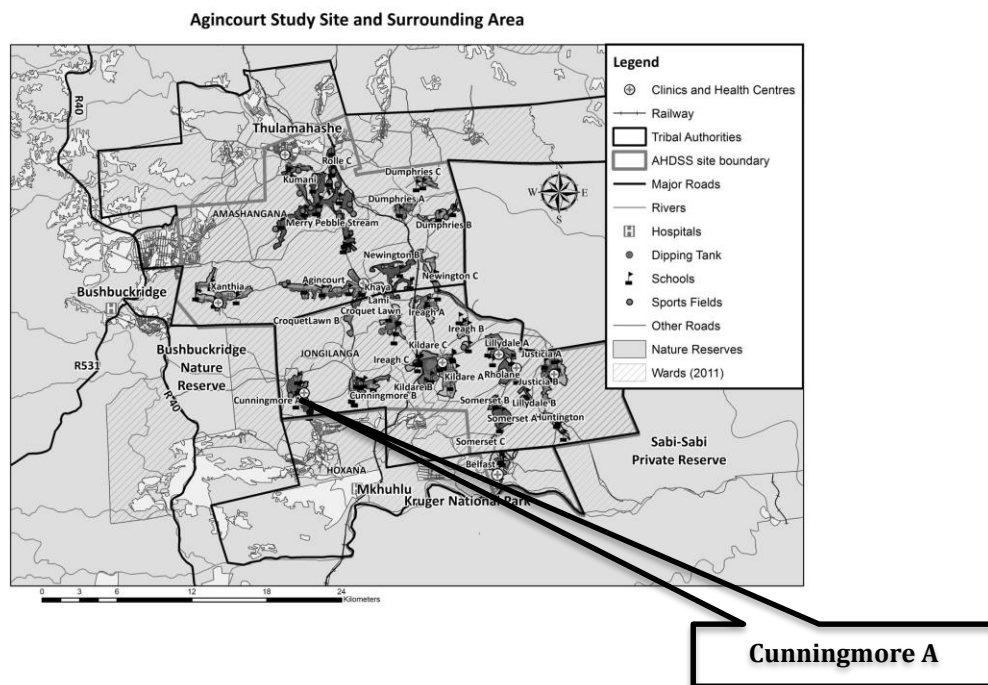 Agincourt Study Site and Surrounding Area
Legend
Clinics and Health Centres
Railway
Tribal Authorities
AHDSS site boundary
Major Roads
Rivers
Hospitals
Dipping Tank
Schools
Sports Fields
Other Roads
Nature Reserves
Wards (2011)
N
W
E
S
R40
Thulamahashe
Rolle C
Kumani
Dumphries C
Dumphries A
AMASHANGANA
Merry Pebble Stream
Dumphries B
Newington B
Newington C
Xanthia
Agincourt
Khaya
Lami
Bushbuckridge
H
Croquet Lawn
Ireagh A
CroquetLawn B
Ireagh B
Bushbuckridge
Nature
Reserve
JONGILANGA
Kildare C
Lillydale A
Justicia A
R531
Ireagh C
Kildare A
Rholane
Justicia B
R'40
Kildare B
Cunningmore A
Cunningmore B
Lillydale B
Somerset B
Somerset A
Huntington
Somerset C
Sabi-Sabi
Private Reserve
Belfast
HOXANA
Mkhuhlu
Kruger National Park
0 3 6 12 18 24
Kilometers
Cunningmore A